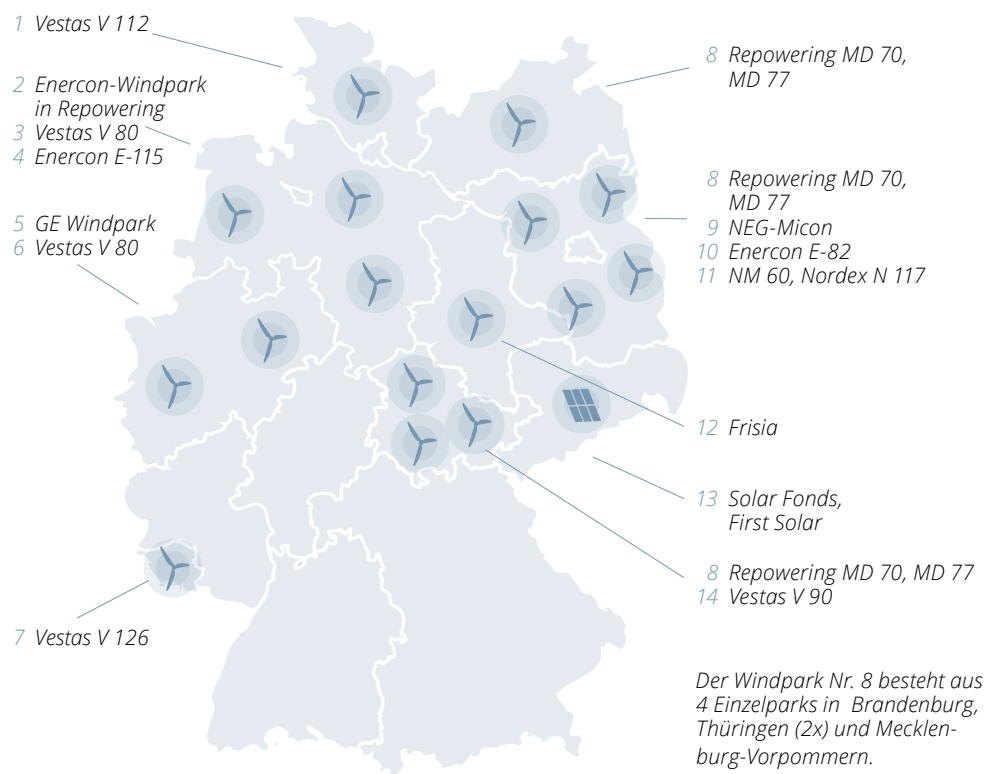 1 Vestas V 112
2 Enercon-Windpark
in Repowering
3 Vestas V 80
4 Enercon E-115
5 GE Windpark
6 Vestas V 80
7 Vestas V 126
8 Repowering MD 70,
MD 77
8 Repowering MD 70,
MD 77
9 NEG-Micon
10 Enercon E-82
11 NM 60, Nordex N 117
12 Frisia
13 Solar Fonds,
First Solar
8 Repowering MD 70, MD 77
14 Vestas V 90
Der Windpark Nr. 8 besteht aus
4 Einzelparks in Brandenburg,
Thüringen (2x) und Mecklen-
burg-Vorpommern.